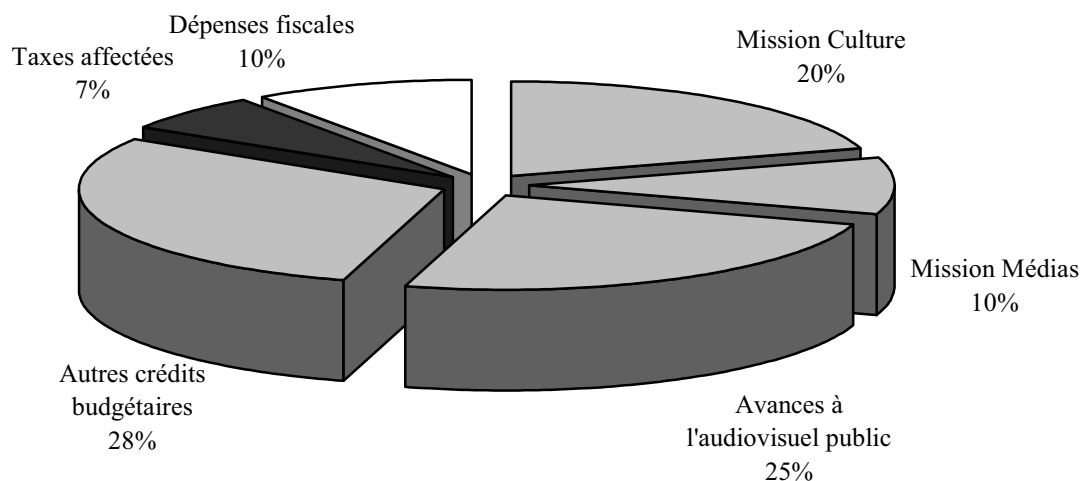 Dépenses fiscales
10%
Taxes affectées
7%
Mission Culture
20%
Mission Médias
10%
Autres crédits
budgétaires
28%
Avances à
l'audiovisuel public
25%